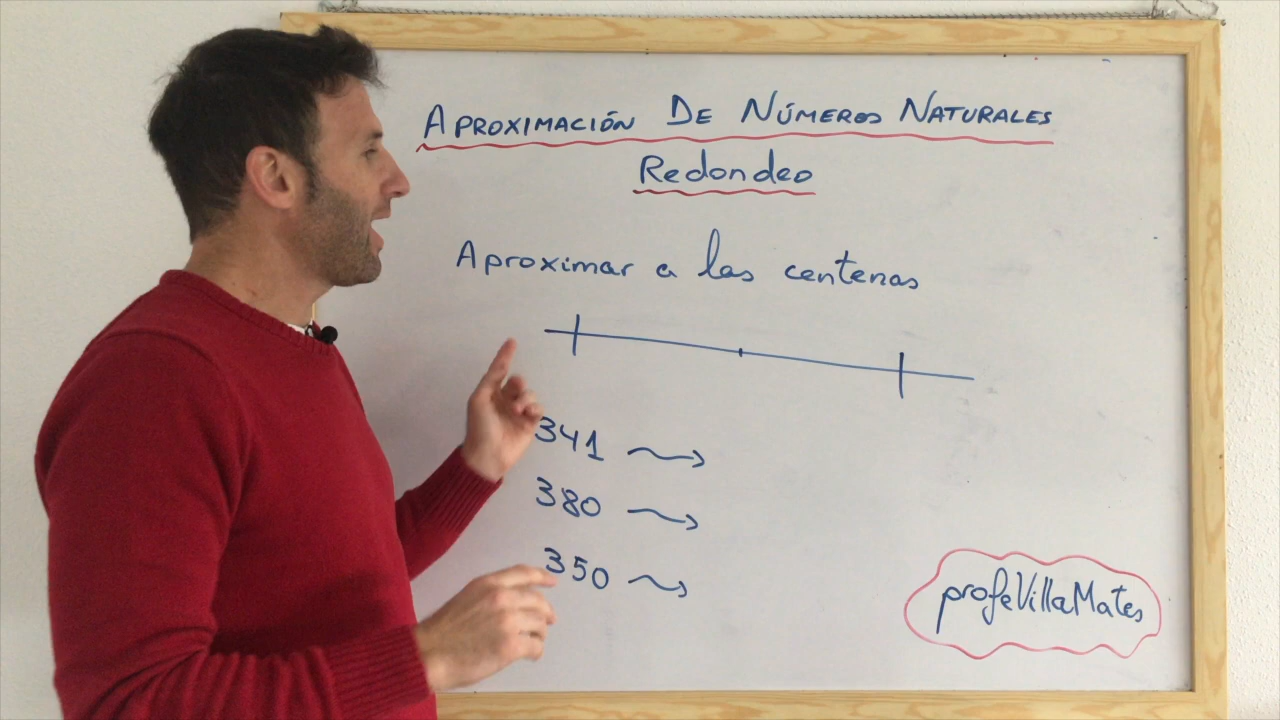 APROXIMACIÓN DE NÚMEROS NATURALES
Redondeo
Aproximar a las centenas
341
380
350
profeVillaMates